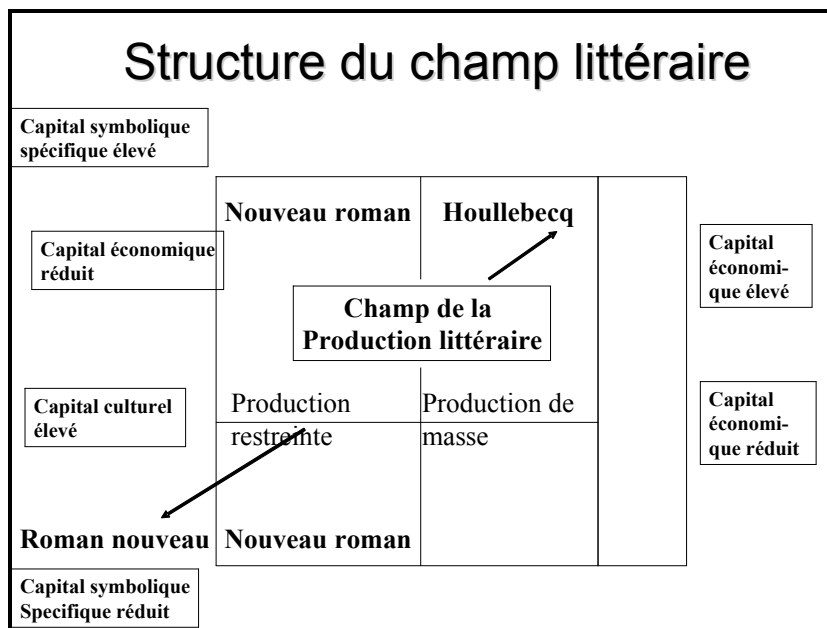 Structure du champ littéraire
Capital symbolique
spécifique élevé
Nouveau roman
Houllebecq
Capital économique
réduit
Capital
économi-
que élevé
Champ de la
Production littéraire
Capital culturel
élevé
Production
restreinte
Production de
masse
Capital
économi-
que réduit
Roman nouveau
Nouveau roman
Capital symbolique
Specifique réduit